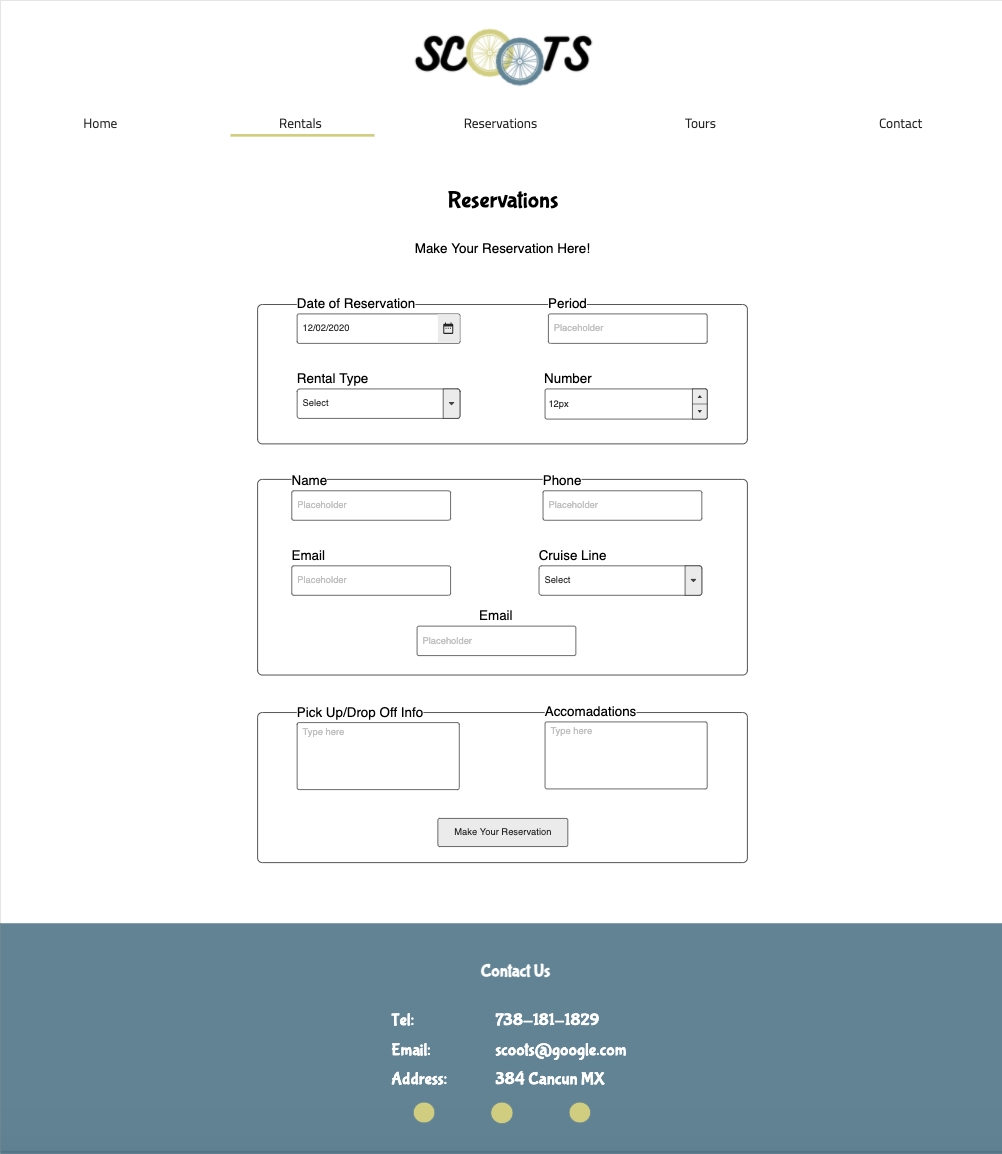 SCOOTS
Home Rentals Reservations Tours Contact
Reservations
Make Your Reservation Here!
Date of Reservation Period
12/02/2020 Placeholder
Rental Type Number
Select 12px
Name Phone
Placeholder Placeholder
Email Cruise Line
Placeholder Select
Email
Placeholder
Pick Up/Drop Off Info Accomadations
Type here Type here
Make Your Reservation
Contact Us
Tel: 738-181-1829
Email: scoots@google.com
Address: 384 Cancun MX